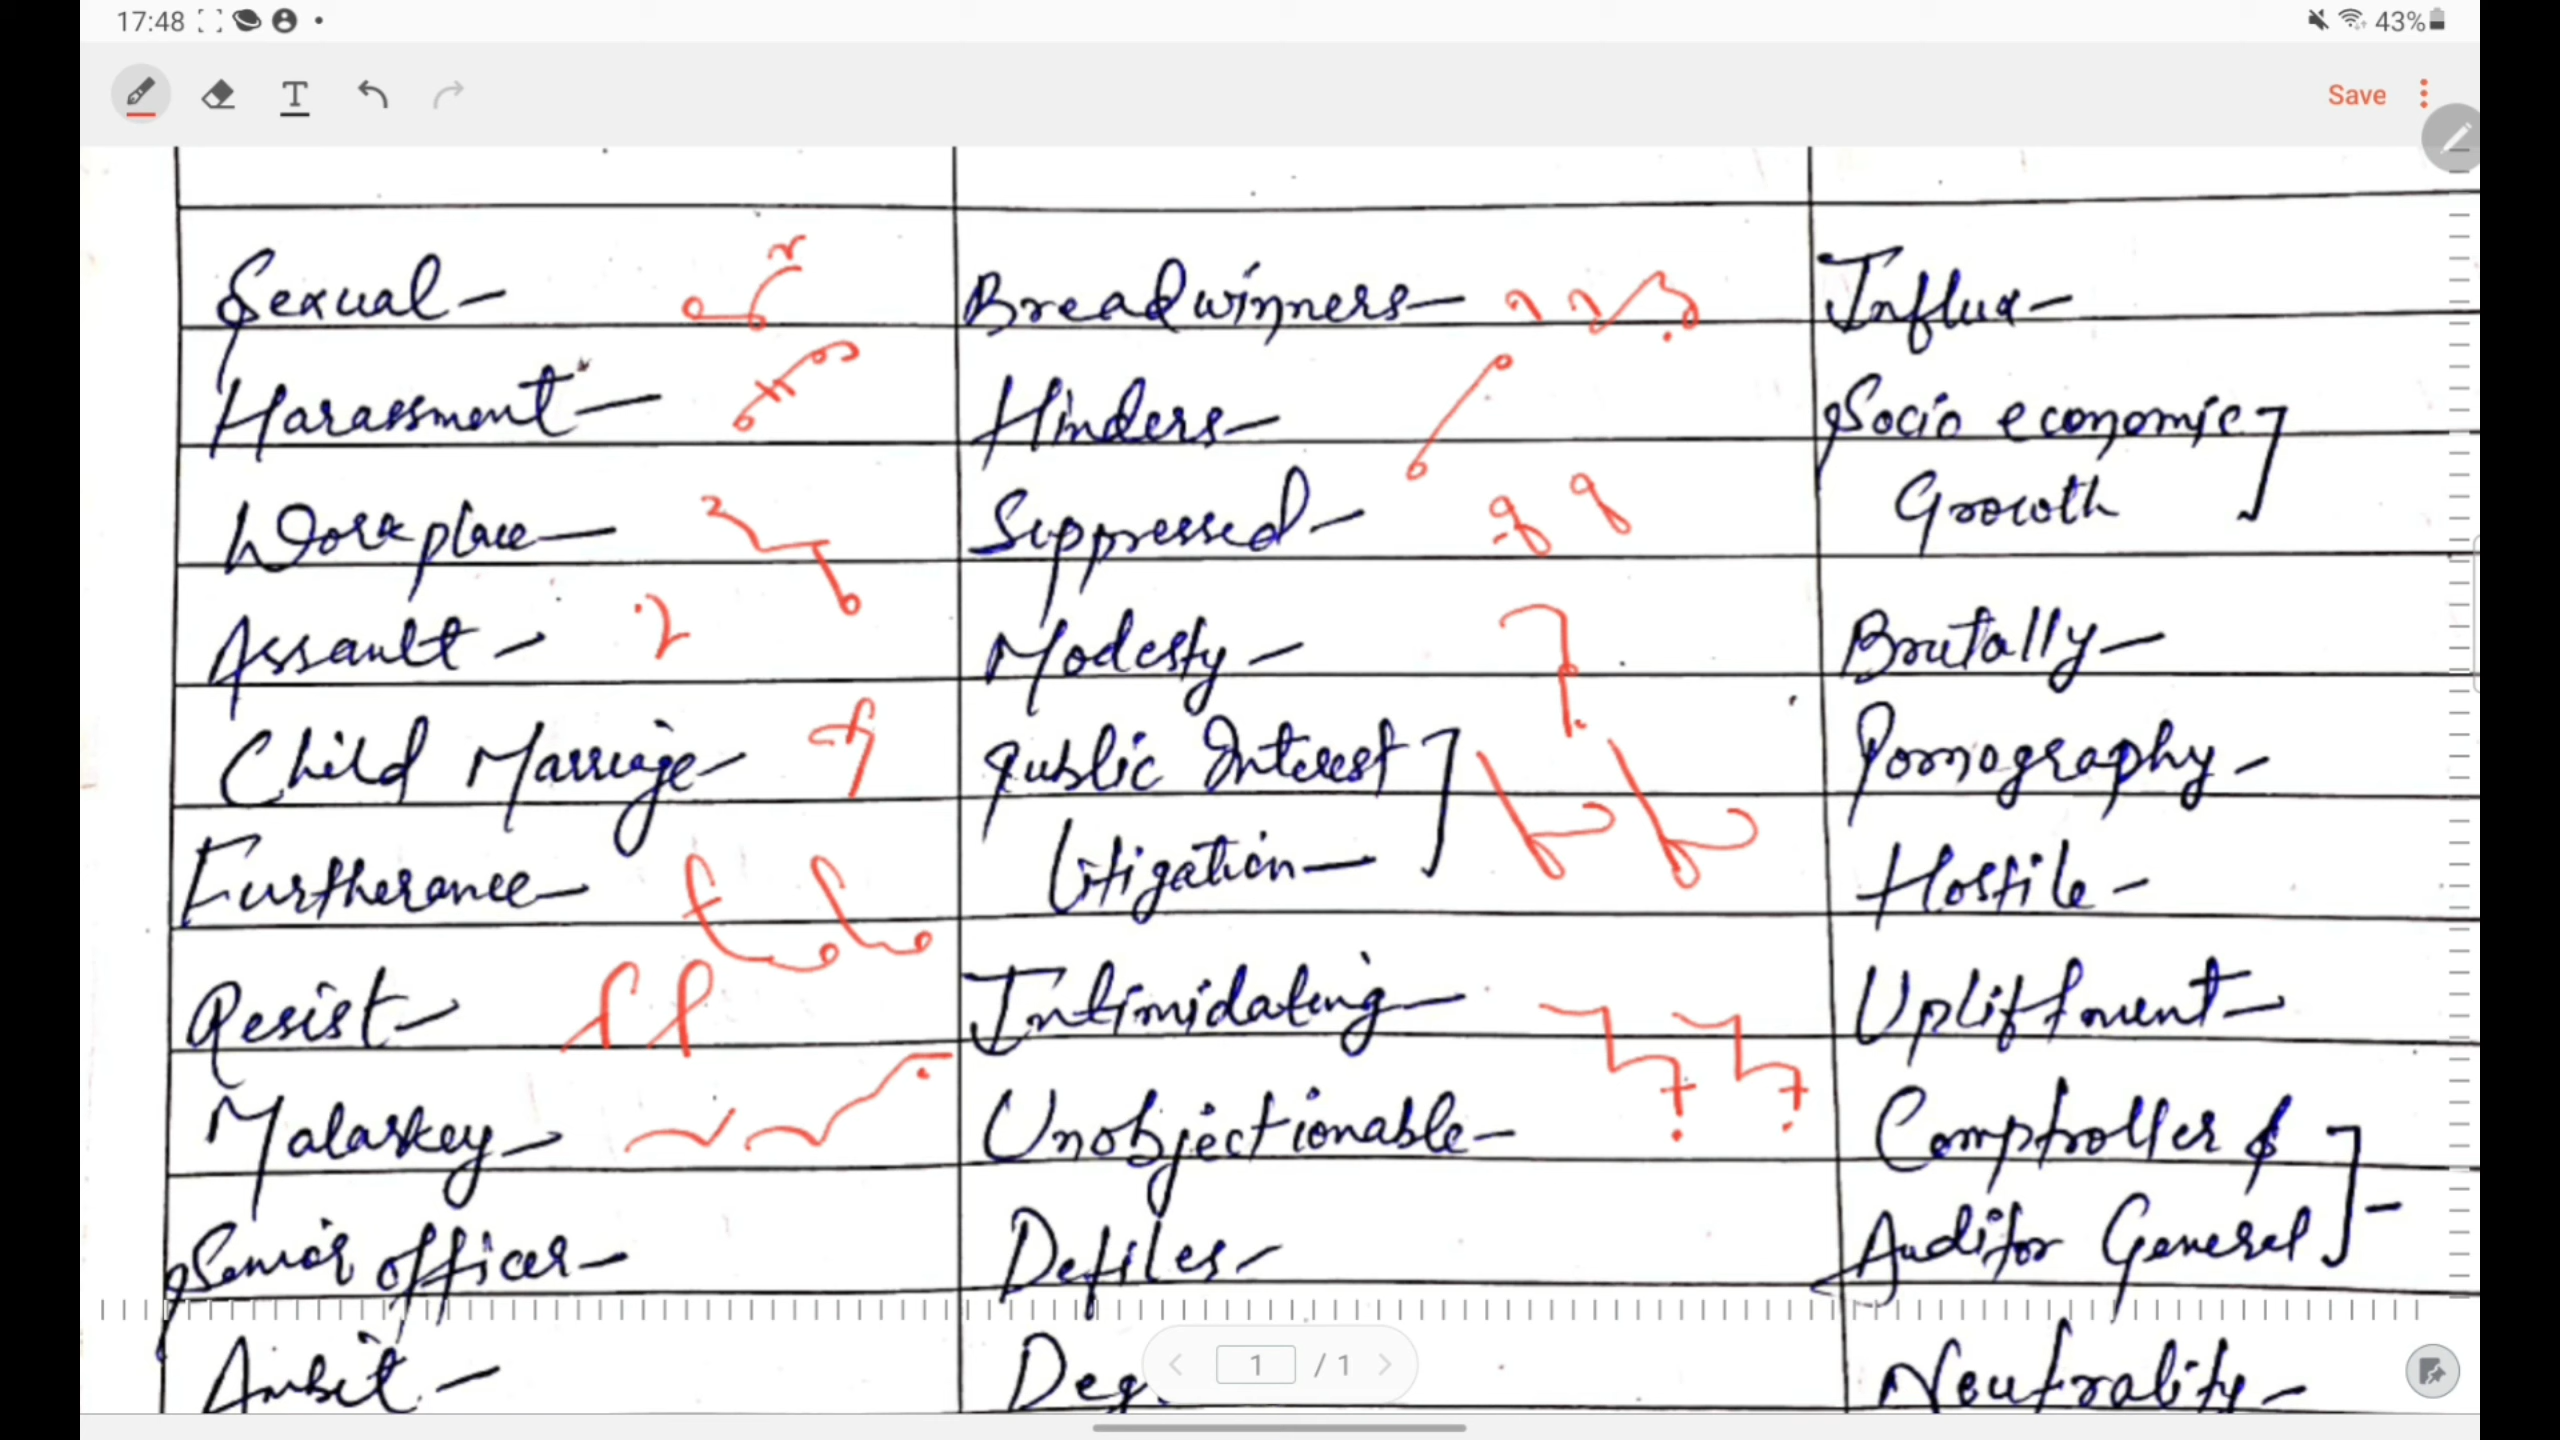 17:48
43%
Save
Sexual -
Harassment -
Workplace -
Assault -
Child Marriage -
Furtherance -
Resist -
Malaskey -
Senior officer -
Ambit -
Breadwinners -
Hinders -
Suppressed -
Modesty -
public Interest
Litigation -
Intimidating -
Unobjectionable -
Defiles -
Deg
Influx -
Socio economic
Growth
Brutally -
Pornography -
Hostile -
Upliftment -
Comptroller &
Auditor General -
Neutrality -
1 / 1